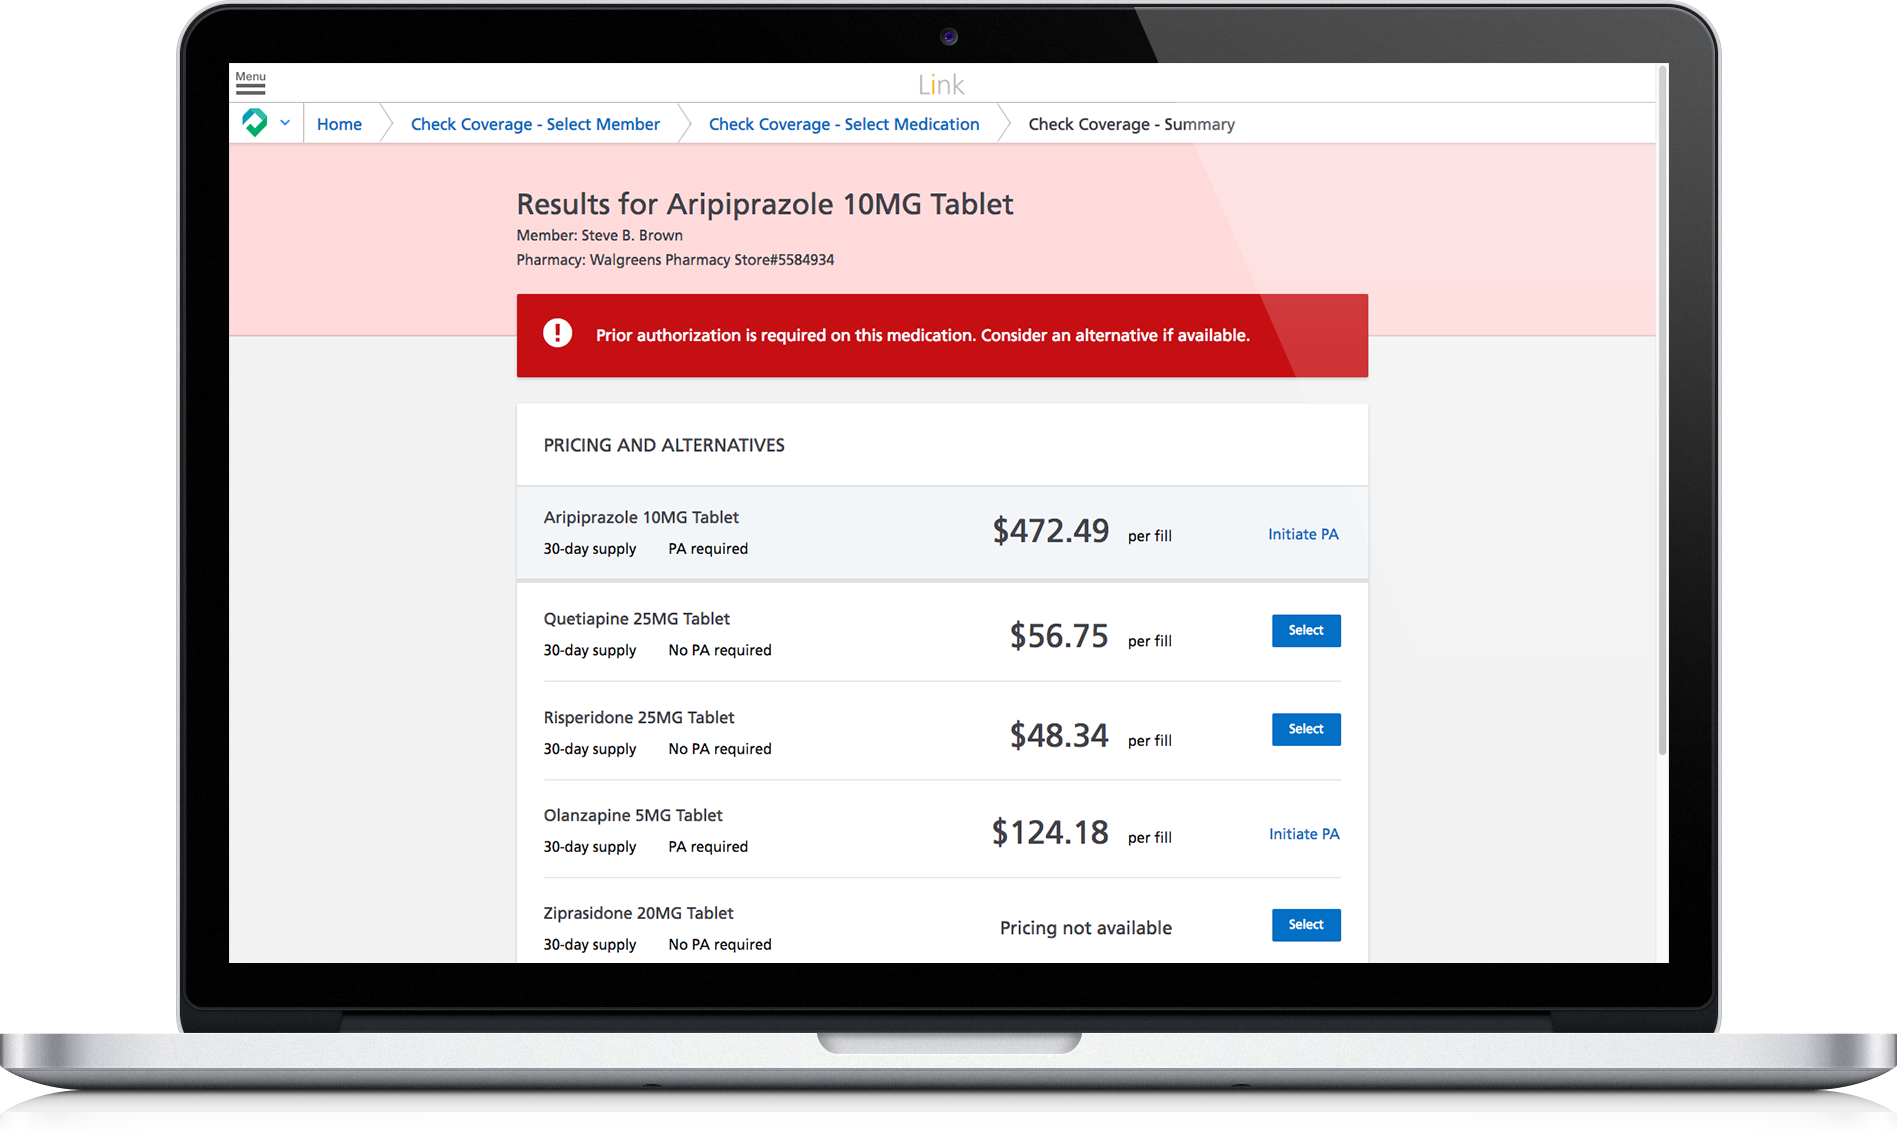 Menu
Link
Home
Check Coverage - Select Member
Check Coverage - Select Medication
Check Coverage - Summary
Results for Aripiprazole 10MG Tablet
Member: Steve B. Brown
Pharmacy: Walgreens Pharmacy Store#5584934
! Prior authorization is required on this medication. Consider an alternative if available.
PRICING AND ALTERNATIVES
Aripiprazole 10MG Tablet
30-day supply PA required
$472.49 per fill
Initiate PA
Quetiapine 25MG Tablet
30-day supply No PA required
$56.75 per fill
Select
Risperidone 25MG Tablet
30-day supply No PA required
$48.34 per fill
Select
Olanzapine 5MG Tablet
30-day supply PA required
$124.18 per fill
Initiate PA
Ziprasidone 20MG Tablet
30-day supply No PA required
Pricing not available
Select